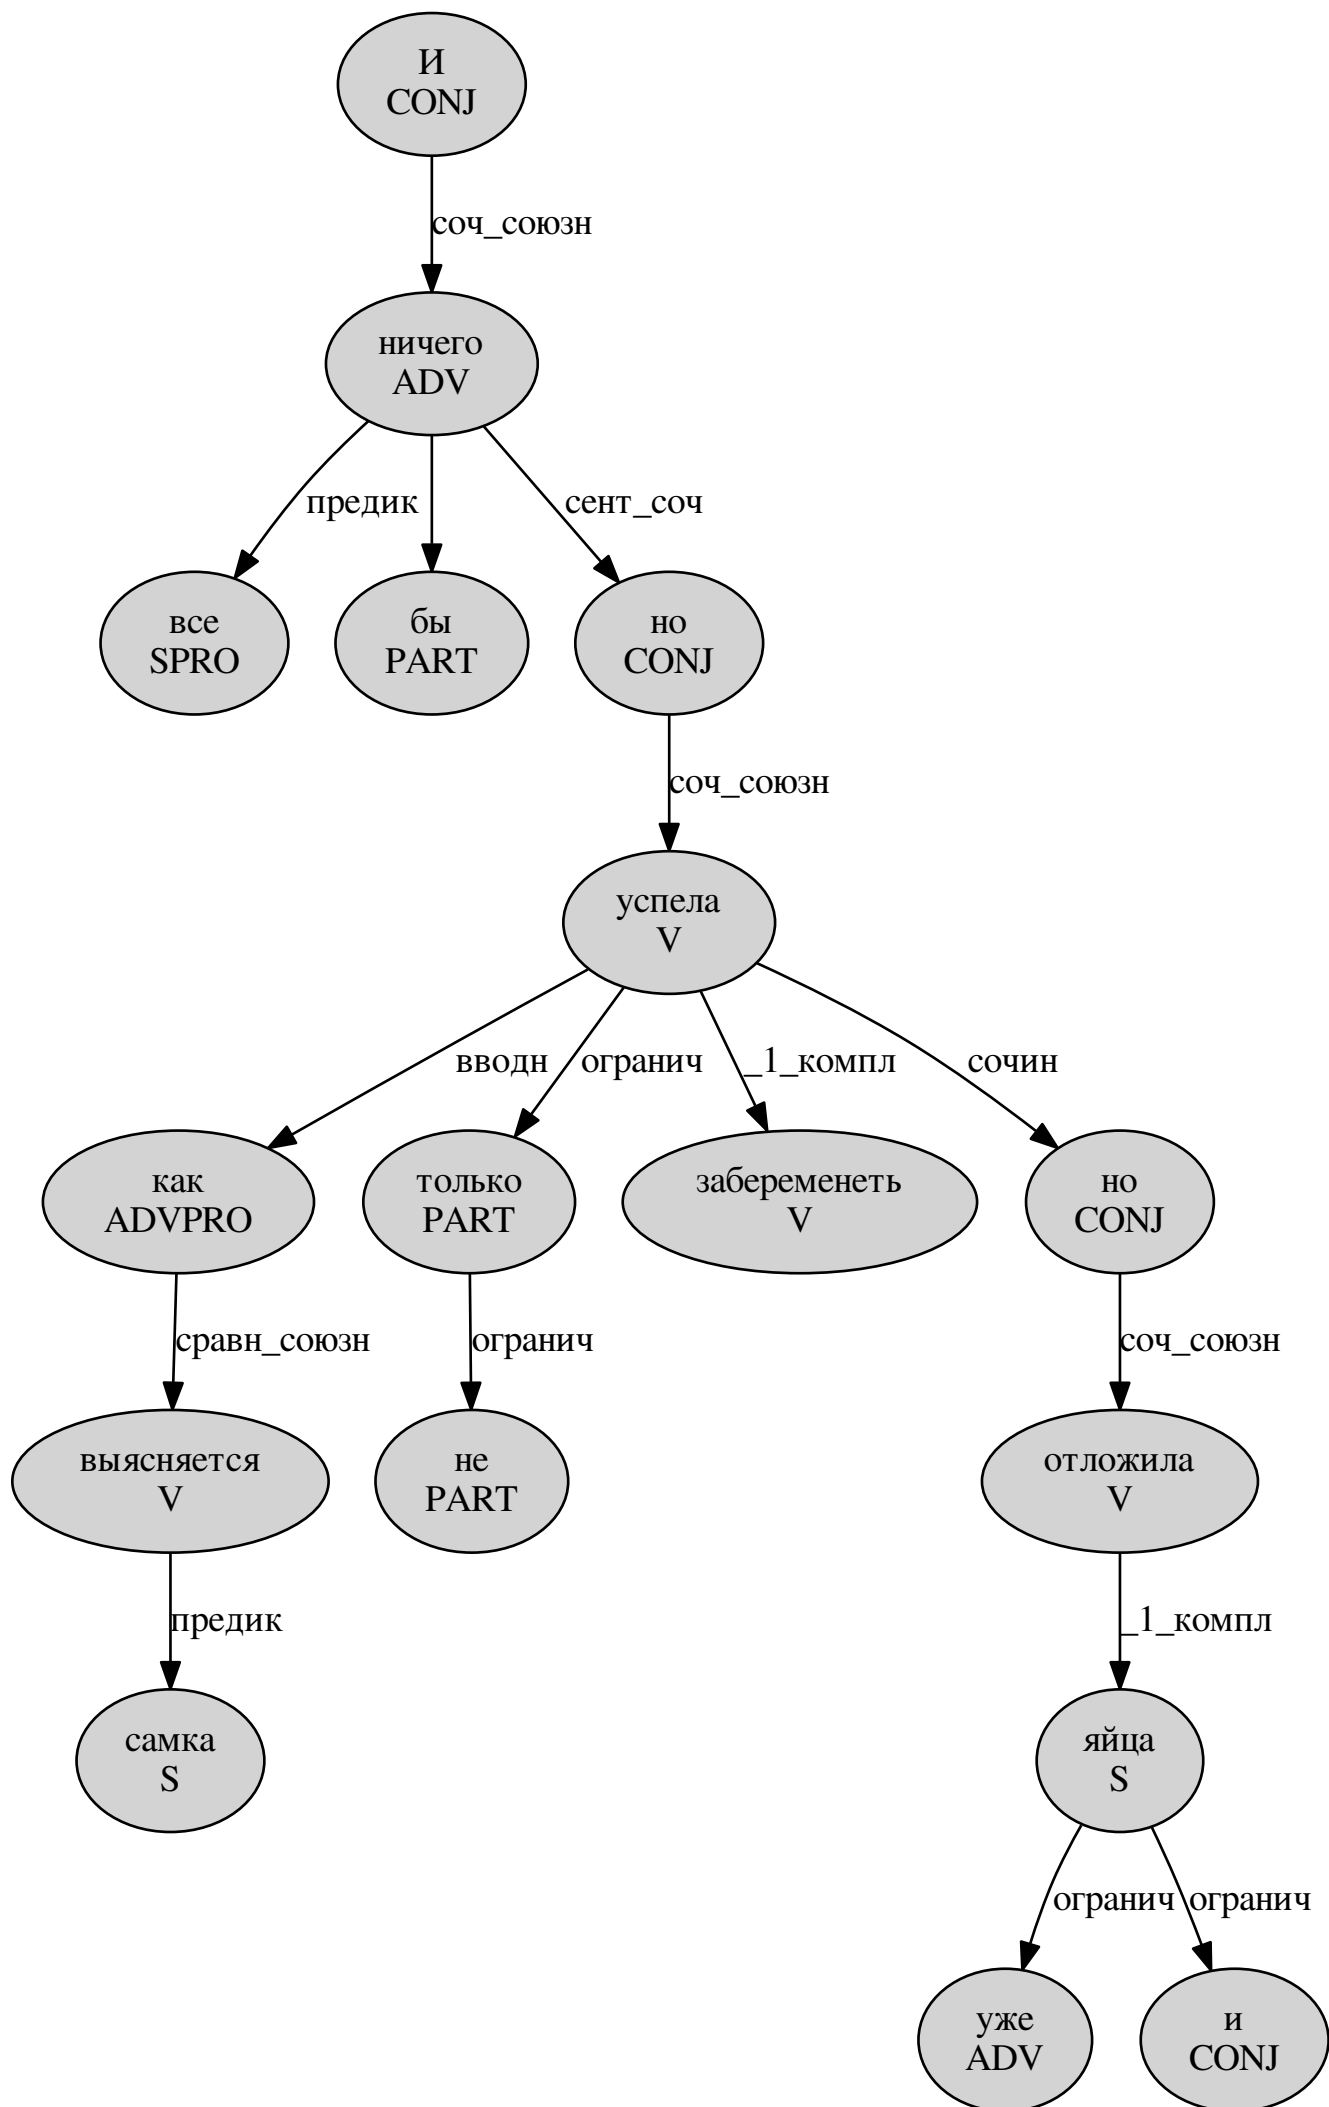 И
CONJ
соч_союзн
ничего
ADV
предик
сент_соч
все
SPRO
бы
PART
но
CONJ
соч_союзн
успела
V
вводн
огранич
_1_компл
сочин
как
ADVPRO
только
PART
забеременеть
V
но
CONJ
сравн_союзн
огранич
соч_союзн
выясняется
V
не
PART
отложила
V
предик
_1_компл
самка
S
яйца
S
огранич
огранич
уже
ADV
и
CONJ